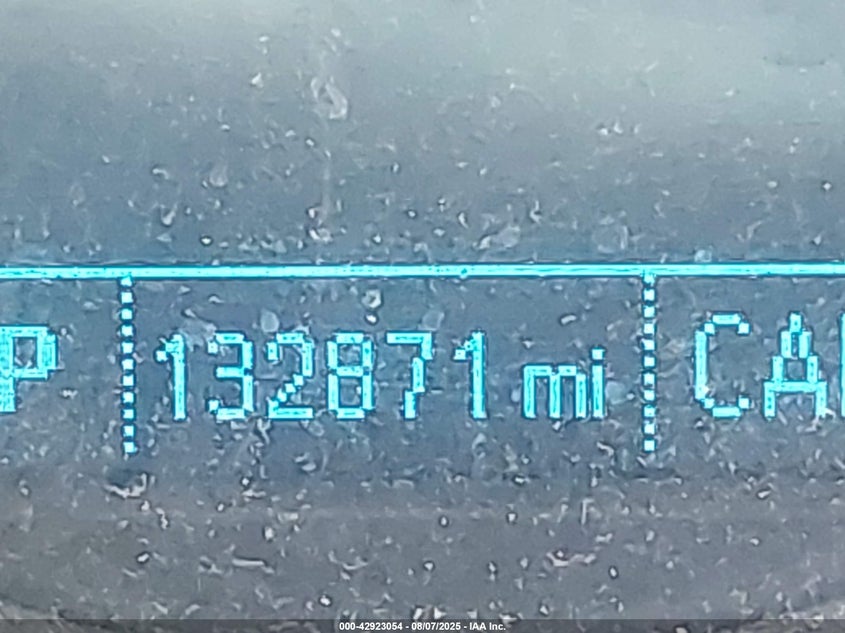 P 132871 mi CA
000-42923054 - 08/07/2025 - IAA Inc.